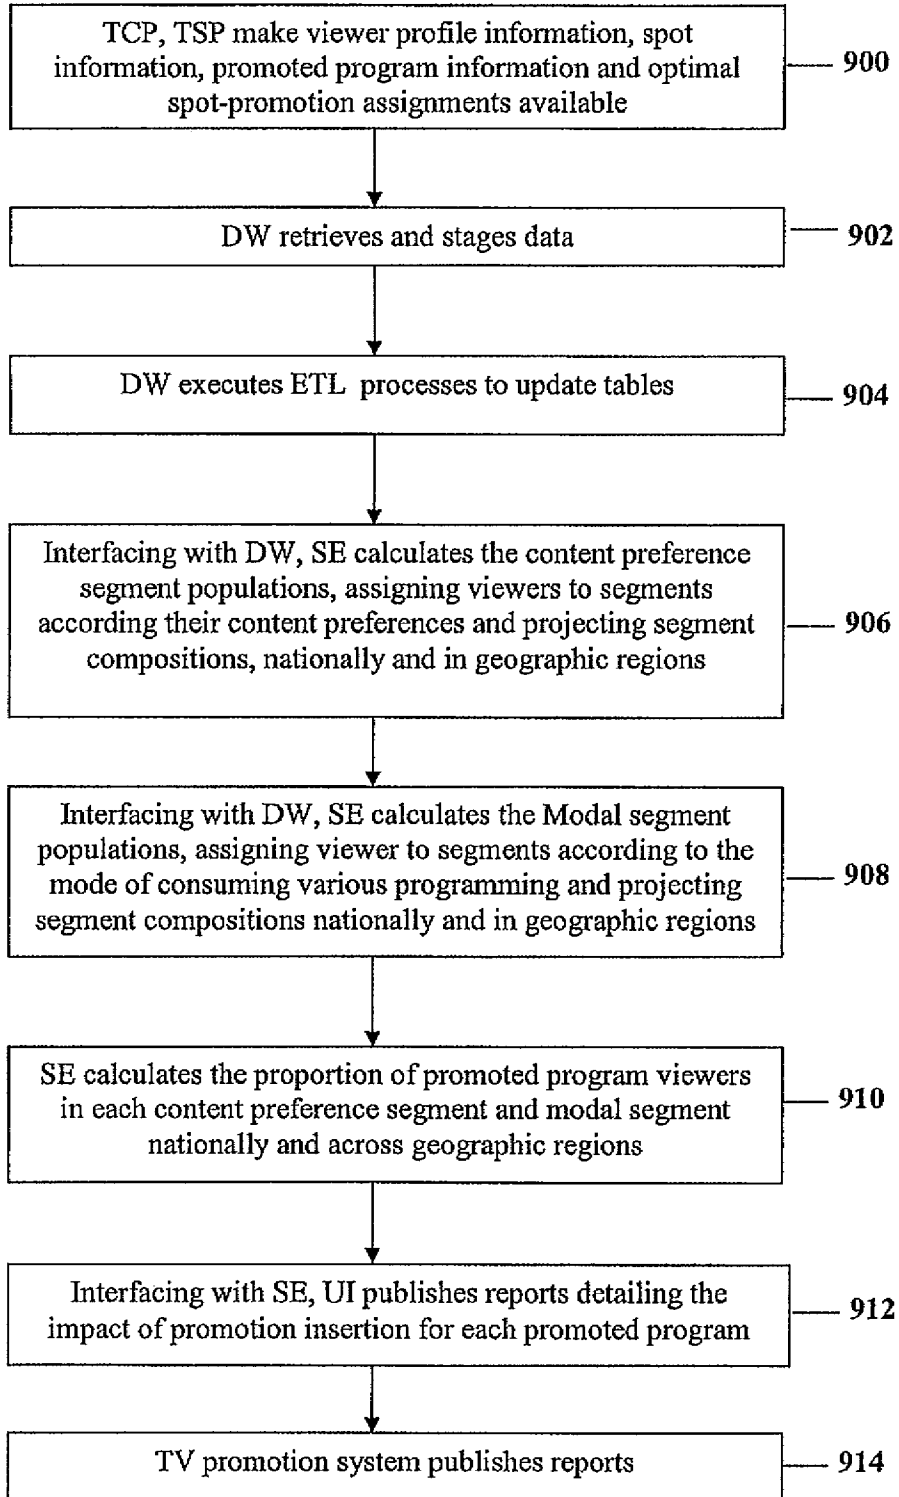 TCP, TSP make viewer profile information, spot
information, promoted program information and optimal
spot-promotion assignments available
900
DW retrieves and stages data
902
DW executes ETL processes to update tables
904
Interfacing with DW, SE calculates the content preference
segment populations, assigning viewers to segments
according their content preferences and projecting segment
compositions, nationally and in geographic regions
906
Interfacing with DW, SE calculates the Modal segment
populations, assigning viewer to segments according to the
mode of consuming various programming and projecting
segment compositions nationally and in geographic regions
908
SE calculates the proportion of promoted program viewers
in each content preference segment and modal segment
nationally and across geographic regions
910
Interfacing with SE, UI publishes reports detailing the
impact of promotion insertion for each promoted program
912
TV promotion system publishes reports
914